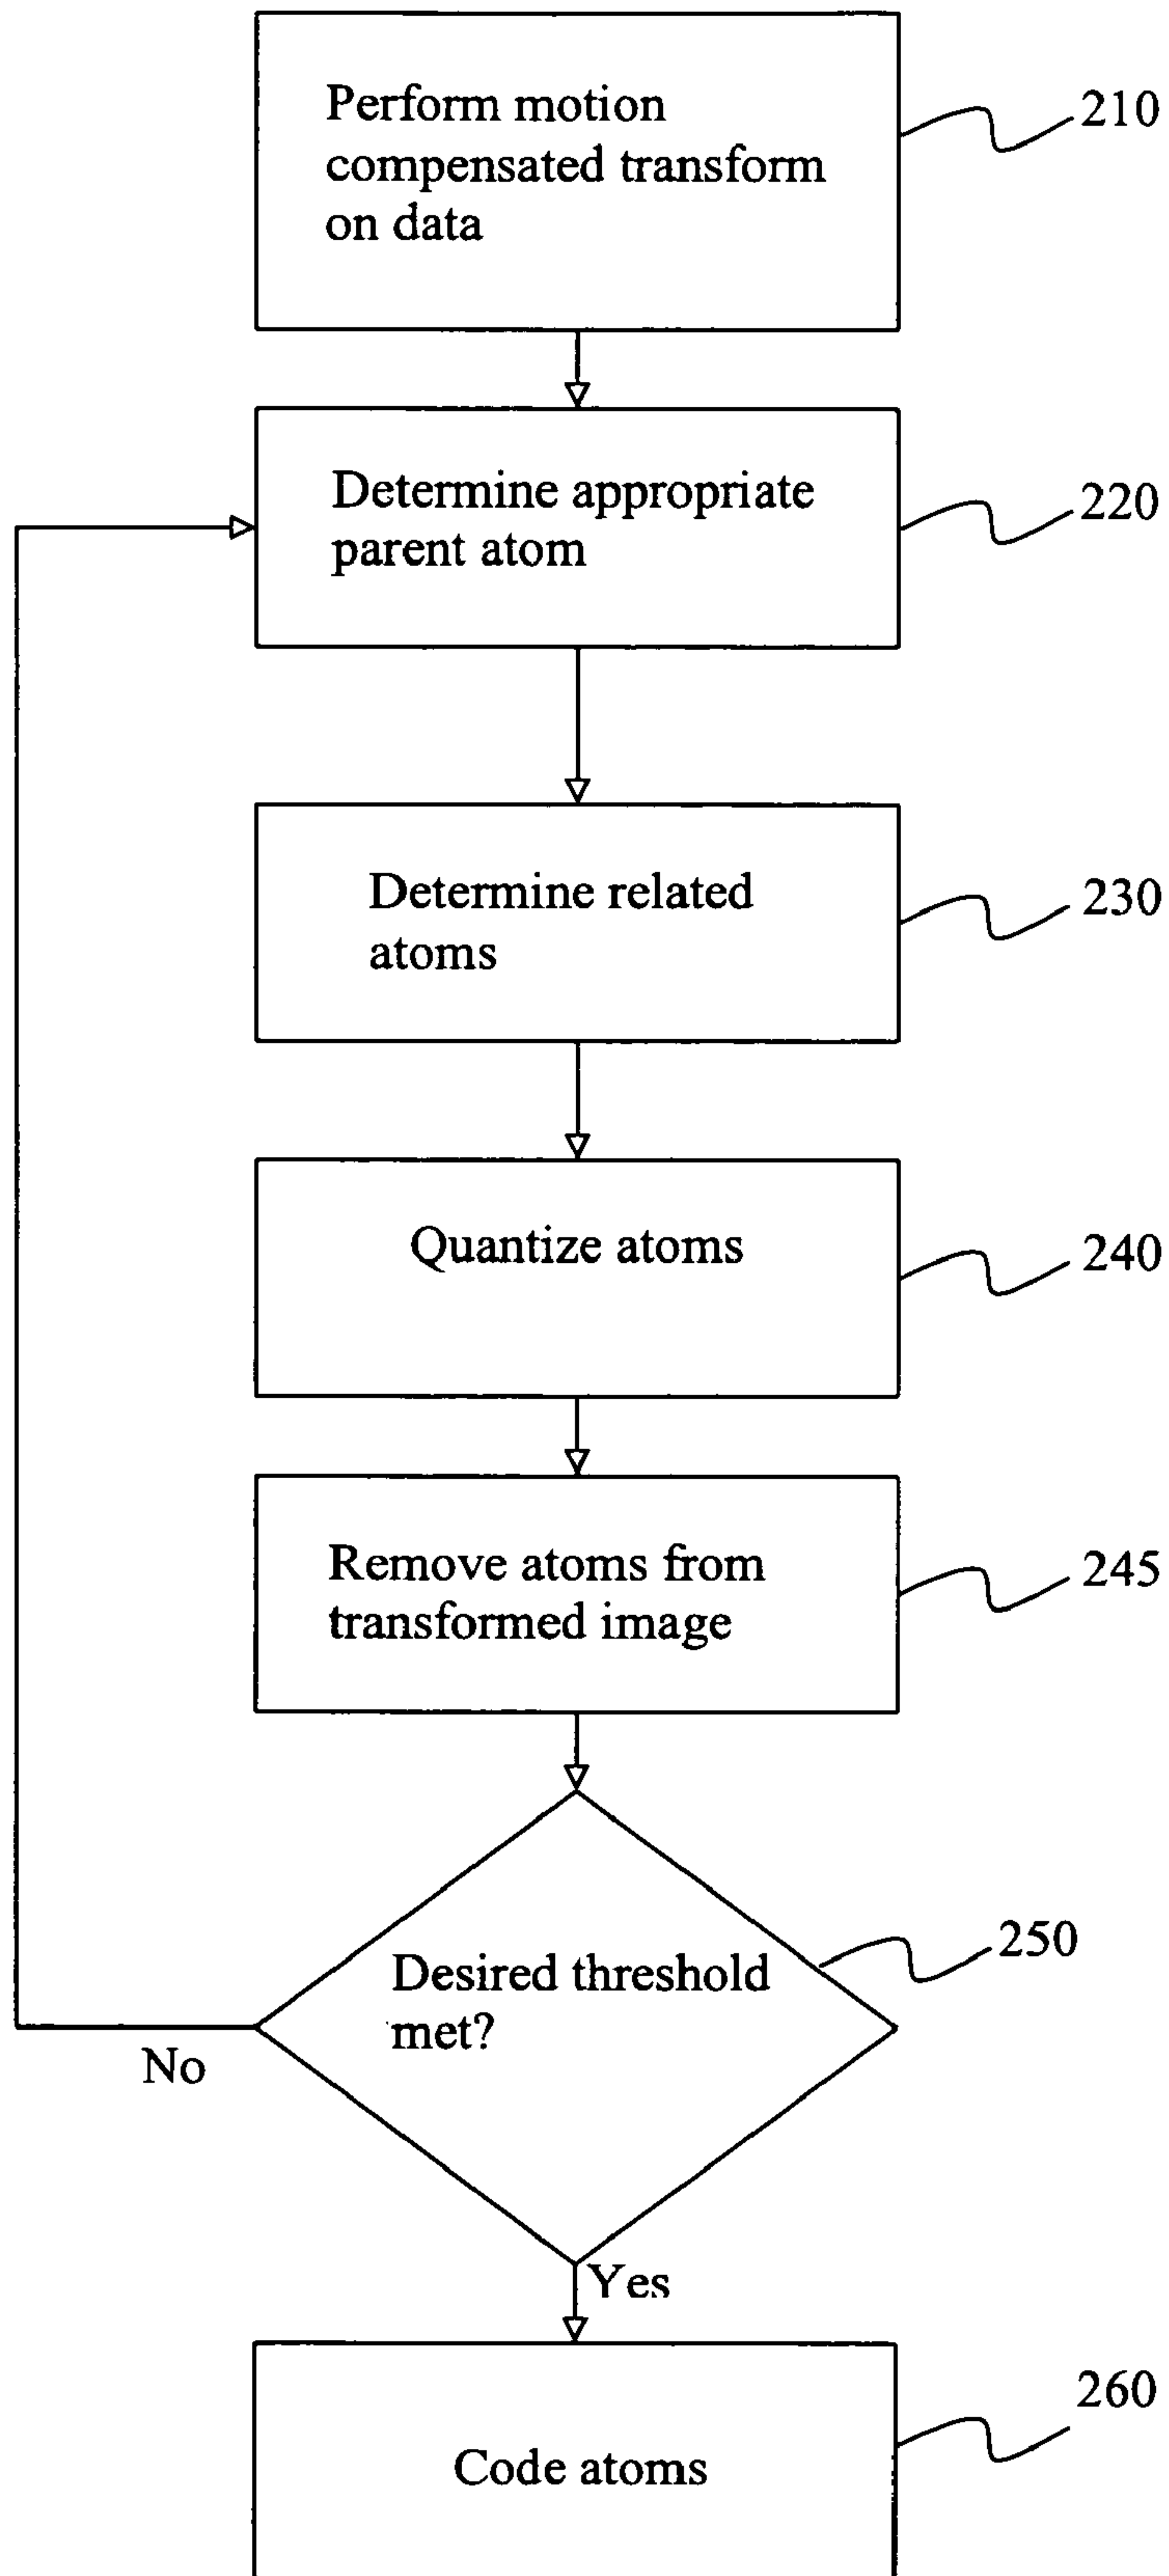 Perform motion
compensated transform
on data
210
Determine appropriate
parent atom
220
Determine related
atoms
230
Quantize atoms
240
Remove atoms from
transformed image
245
Desired threshold
met?
250
No
Yes
Code atoms
260